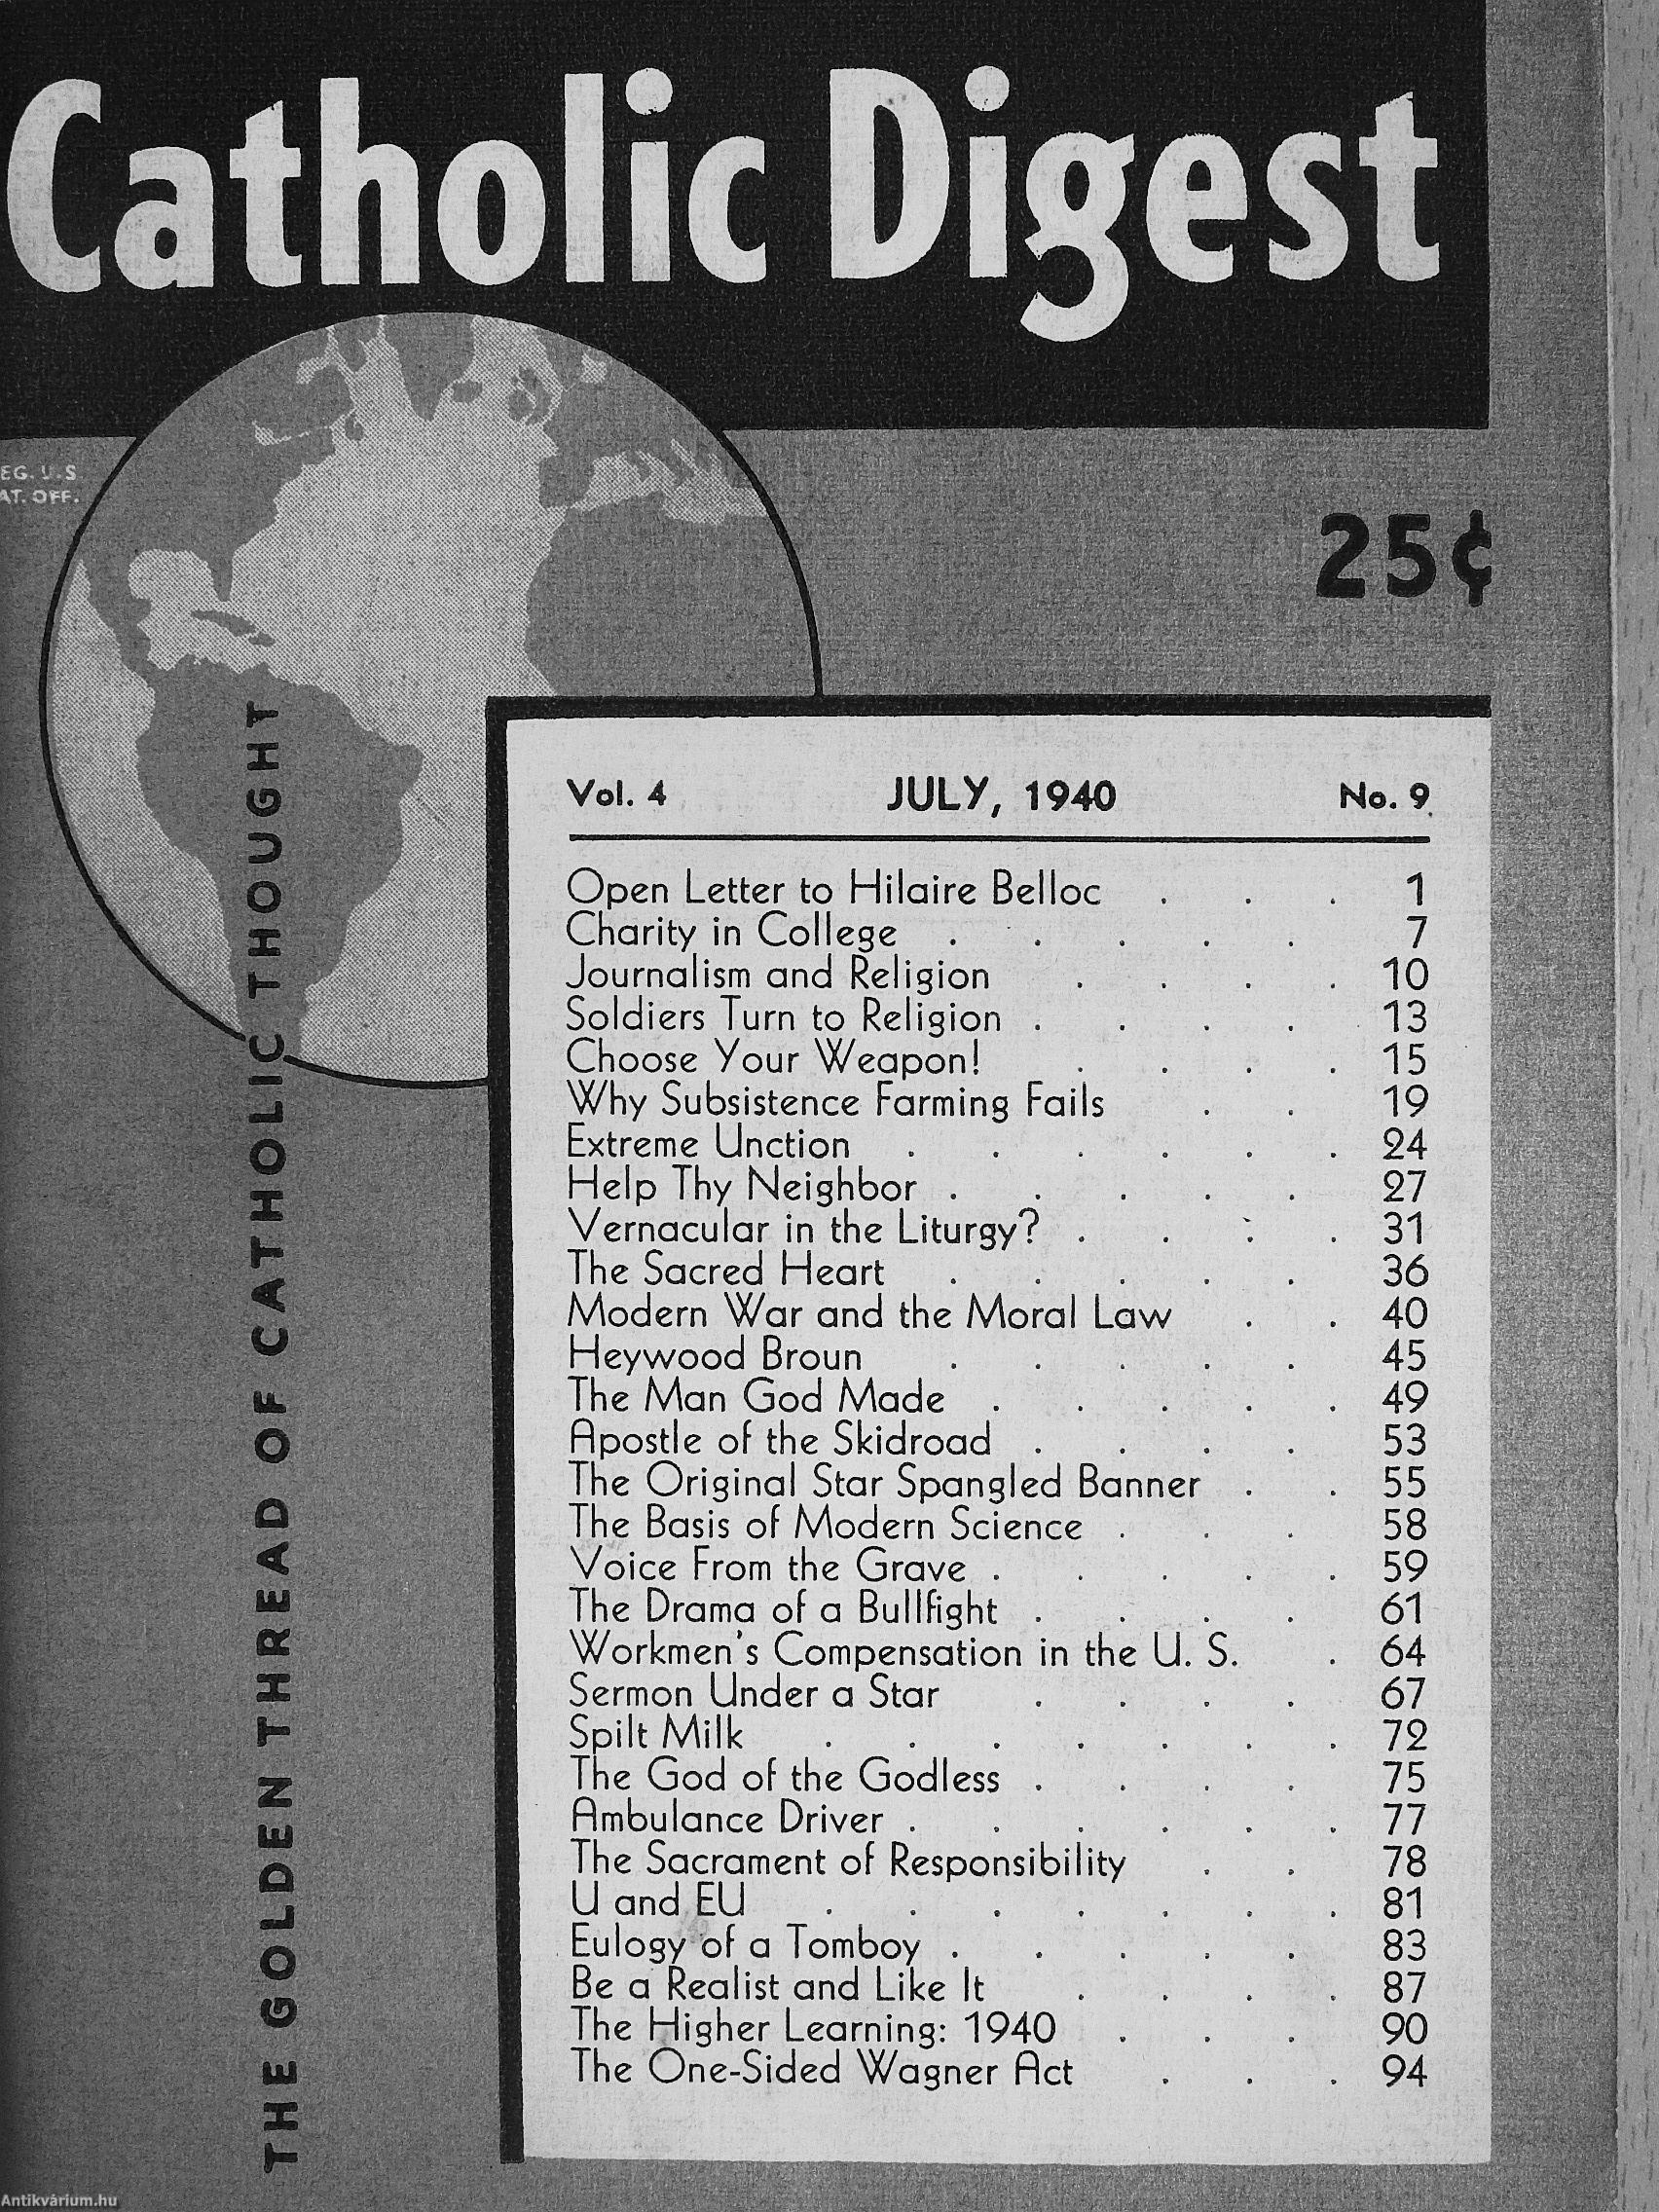 Catholic Digest
EG. U.S
AT. OFF.
25¢
THE GOLDEN THREAD OF CATHOLIC THOUGHT
Vol. 4 JULY, 1940 No. 9
Open Letter to Hilaire Belloc . . . 1
Charity in College . . . . . 7
Journalism and Religion . . . . 10
Soldiers Turn to Religion . . . . 13
Choose Your Weapon! . . . . 15
Why Subsistence Farming Fails . . 19
Extreme Unction . . . . . . 24
Help Thy Neighbor . . . . . 27
Vernacular in the Liturgy? . . . . 31
The Sacred Heart . . . . . 36
Modern War and the Moral Law . . 40
Heywood Broun . . . . . 45
The Man God Made . . . . . 49
Apostle of the Skidroad . . . . 53
The Original Star Spangled Banner . . 55
The Basis of Modern Science . . . 58
Voice From the Grave . . . . . 59
The Drama of a Bullfight . . . . 61
Workmen's Compensation in the U. S. . 64
Sermon Under a Star . . . . 67
Spilt Milk . . . . . . . 72
The God of the Godless . . . . 75
Ambulance Driver . . . . . . 77
The Sacrament of Responsibility . . 78
U and EU . . . . . . . 81
Eulogy of a Tomboy . . . . . 83
Be a Realist and Like It . . . . 87
The Higher Learning: 1940 . . . 90
The One-Sided Wagner Act . . . 94
Antikvárium.hu